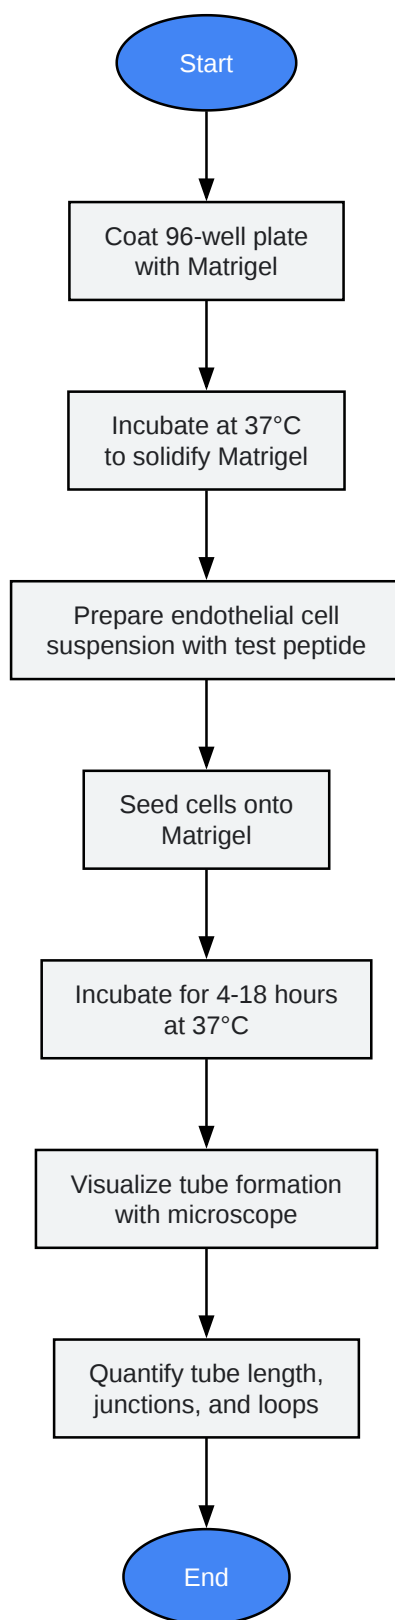 Start
Coat 96-well plate
with Matrigel
Incubate at 37°C
to solidify Matrigel
Prepare endothelial cell
suspension with test peptide
Seed cells onto
Matrigel
Incubate for 4-18 hours
at 37°C
Visualize tube formation
with microscope
Quantify tube length,
junctions, and loops
End